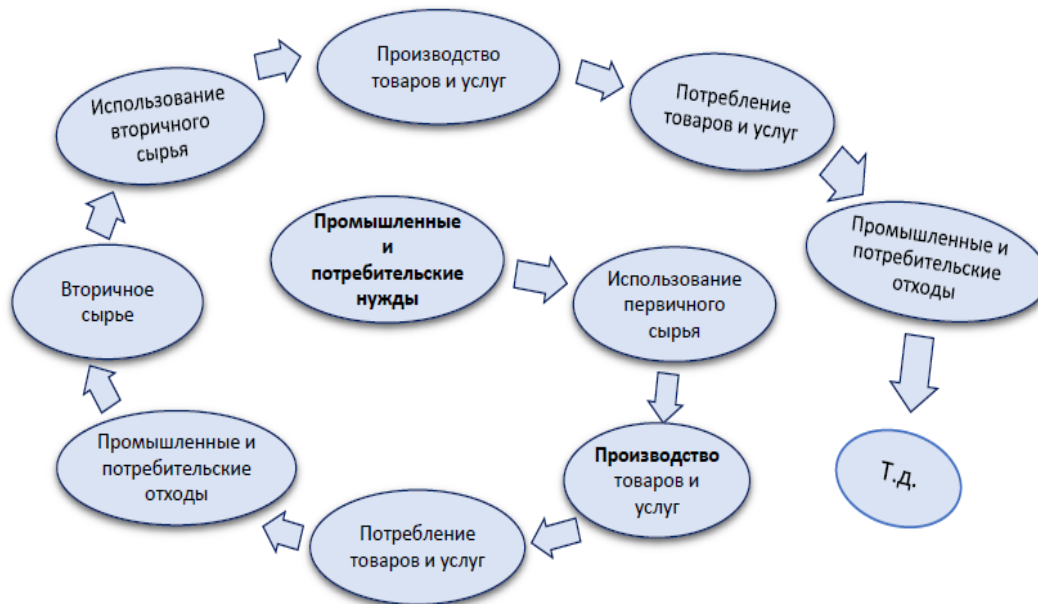 Производство
товаров и услуг
Потребление
товаров и услуг
Использование
вторичного
сырья
Промышленные и
потребительские
отходы
Промышленные
и
потребительские
нужды
Использование
первичного
сырья
Вторичное
сырье
Производство
товаров и
услуг
Т.д.
Промышленные и
потребительские
отходы
Потребление
товаров и услуг